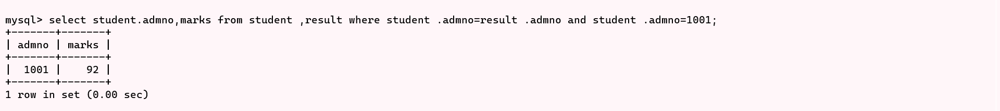 mysql> select student.admno,marks from student ,result where student .admno=result .admno and student .admno=1001;
+-------+-------+
| admno | marks |
+-------+-------+
|  1001 |    92 |
+-------+-------+
1 row in set (0.00 sec)